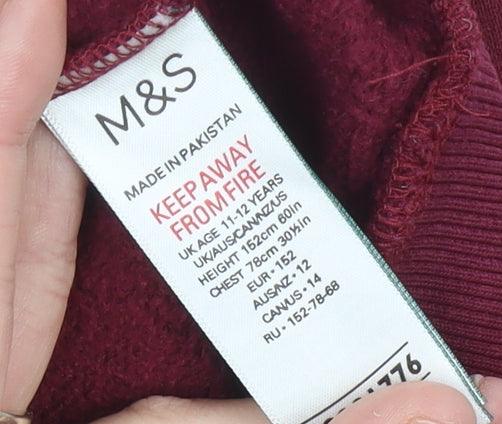 M&S
MADE IN PAKISTAN
KEEP AWAY
FROM FIRE
UK AGE 11-12 YEARS
UK/AUS/CAN/NZ/US
HEIGHT 152cm 60in
CHEST 78cm 30½in
EUR • 152
AUS/NZ • 12
CAN/US • 14
RU • 152-78-68